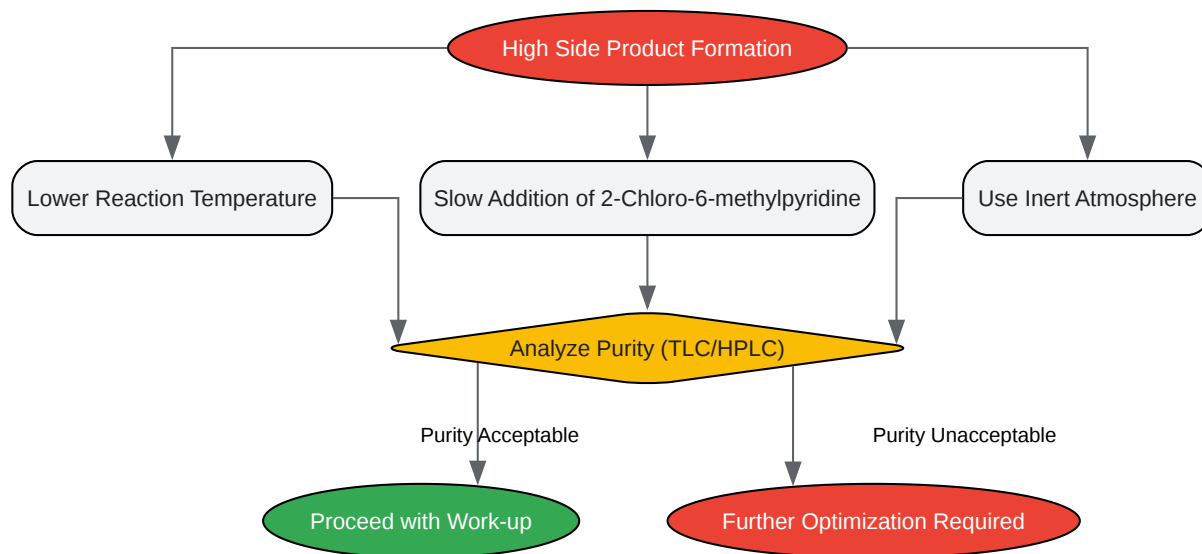 High Side Product Formation
Lower Reaction Temperature
Slow Addition of 2-Chloro-6-methylpyridine
Use Inert Atmosphere
Analyze Purity (TLC/HPLC)
Purity Acceptable
Purity Unacceptable
Proceed with Work-up
Further Optimization Required